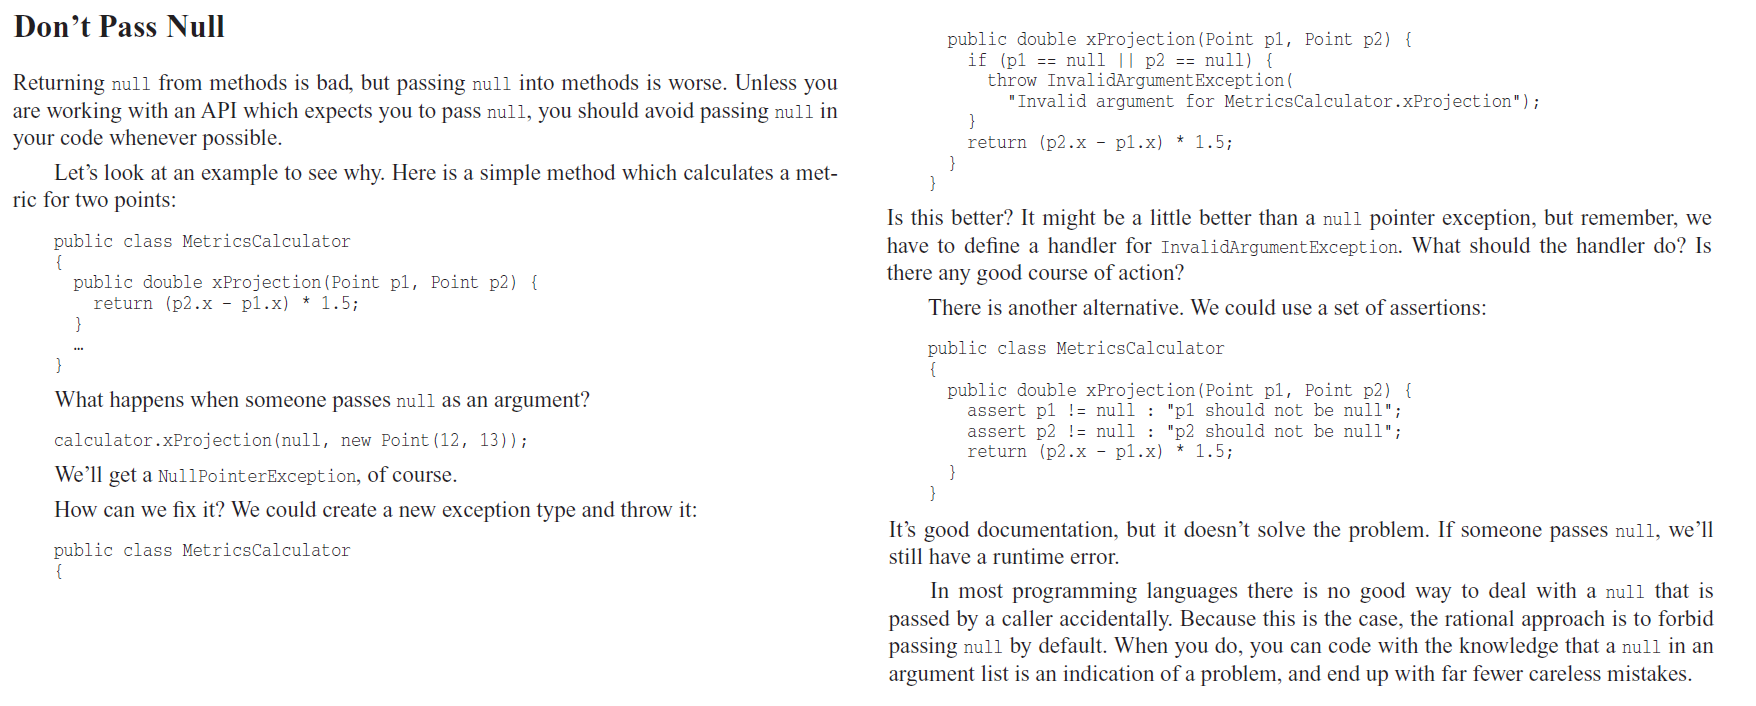 Don’t Pass Null
Returning null from methods is bad, but passing null into methods is worse. Unless you
are working with an API which expects you to pass null, you should avoid passing null in
your code whenever possible.
Let’s look at an example to see why. Here is a simple method which calculates a met-
ric for two points:
public class MetricsCalculator
{
  public double xProjection(Point p1, Point p2) {
    return (p2.x – p1.x) * 1.5;
  }
  …
}
What happens when someone passes null as an argument?
calculator.xProjection(null, new Point(12, 13));
We’ll get a NullPointerException, of course.
How can we fix it? We could create a new exception type and throw it:
public class MetricsCalculator
{
  public double xProjection(Point p1, Point p2) {
    if (p1 == null || p2 == null) {
      throw InvalidArgumentException(
        "Invalid argument for MetricsCalculator.xProjection");
    }
    return (p2.x – p1.x) * 1.5;
  }
}
Is this better? It might be a little better than a null pointer exception, but remember, we
have to define a handler for InvalidArgumentException. What should the handler do? Is
there any good course of action?
There is another alternative. We could use a set of assertions:
public class MetricsCalculator
{
  public double xProjection(Point p1, Point p2) {
    assert p1 != null : "p1 should not be null";
    assert p2 != null : "p2 should not be null";
    return (p2.x – p1.x) * 1.5;
  }
}
It’s good documentation, but it doesn’t solve the problem. If someone passes null, we’ll
still have a runtime error.
In most programming languages there is no good way to deal with a null that is
passed by a caller accidentally. Because this is the case, the rational approach is to forbid
passing null by default. When you do, you can code with the knowledge that a null in an
argument list is an indication of a problem, and end up with far fewer careless mistakes.